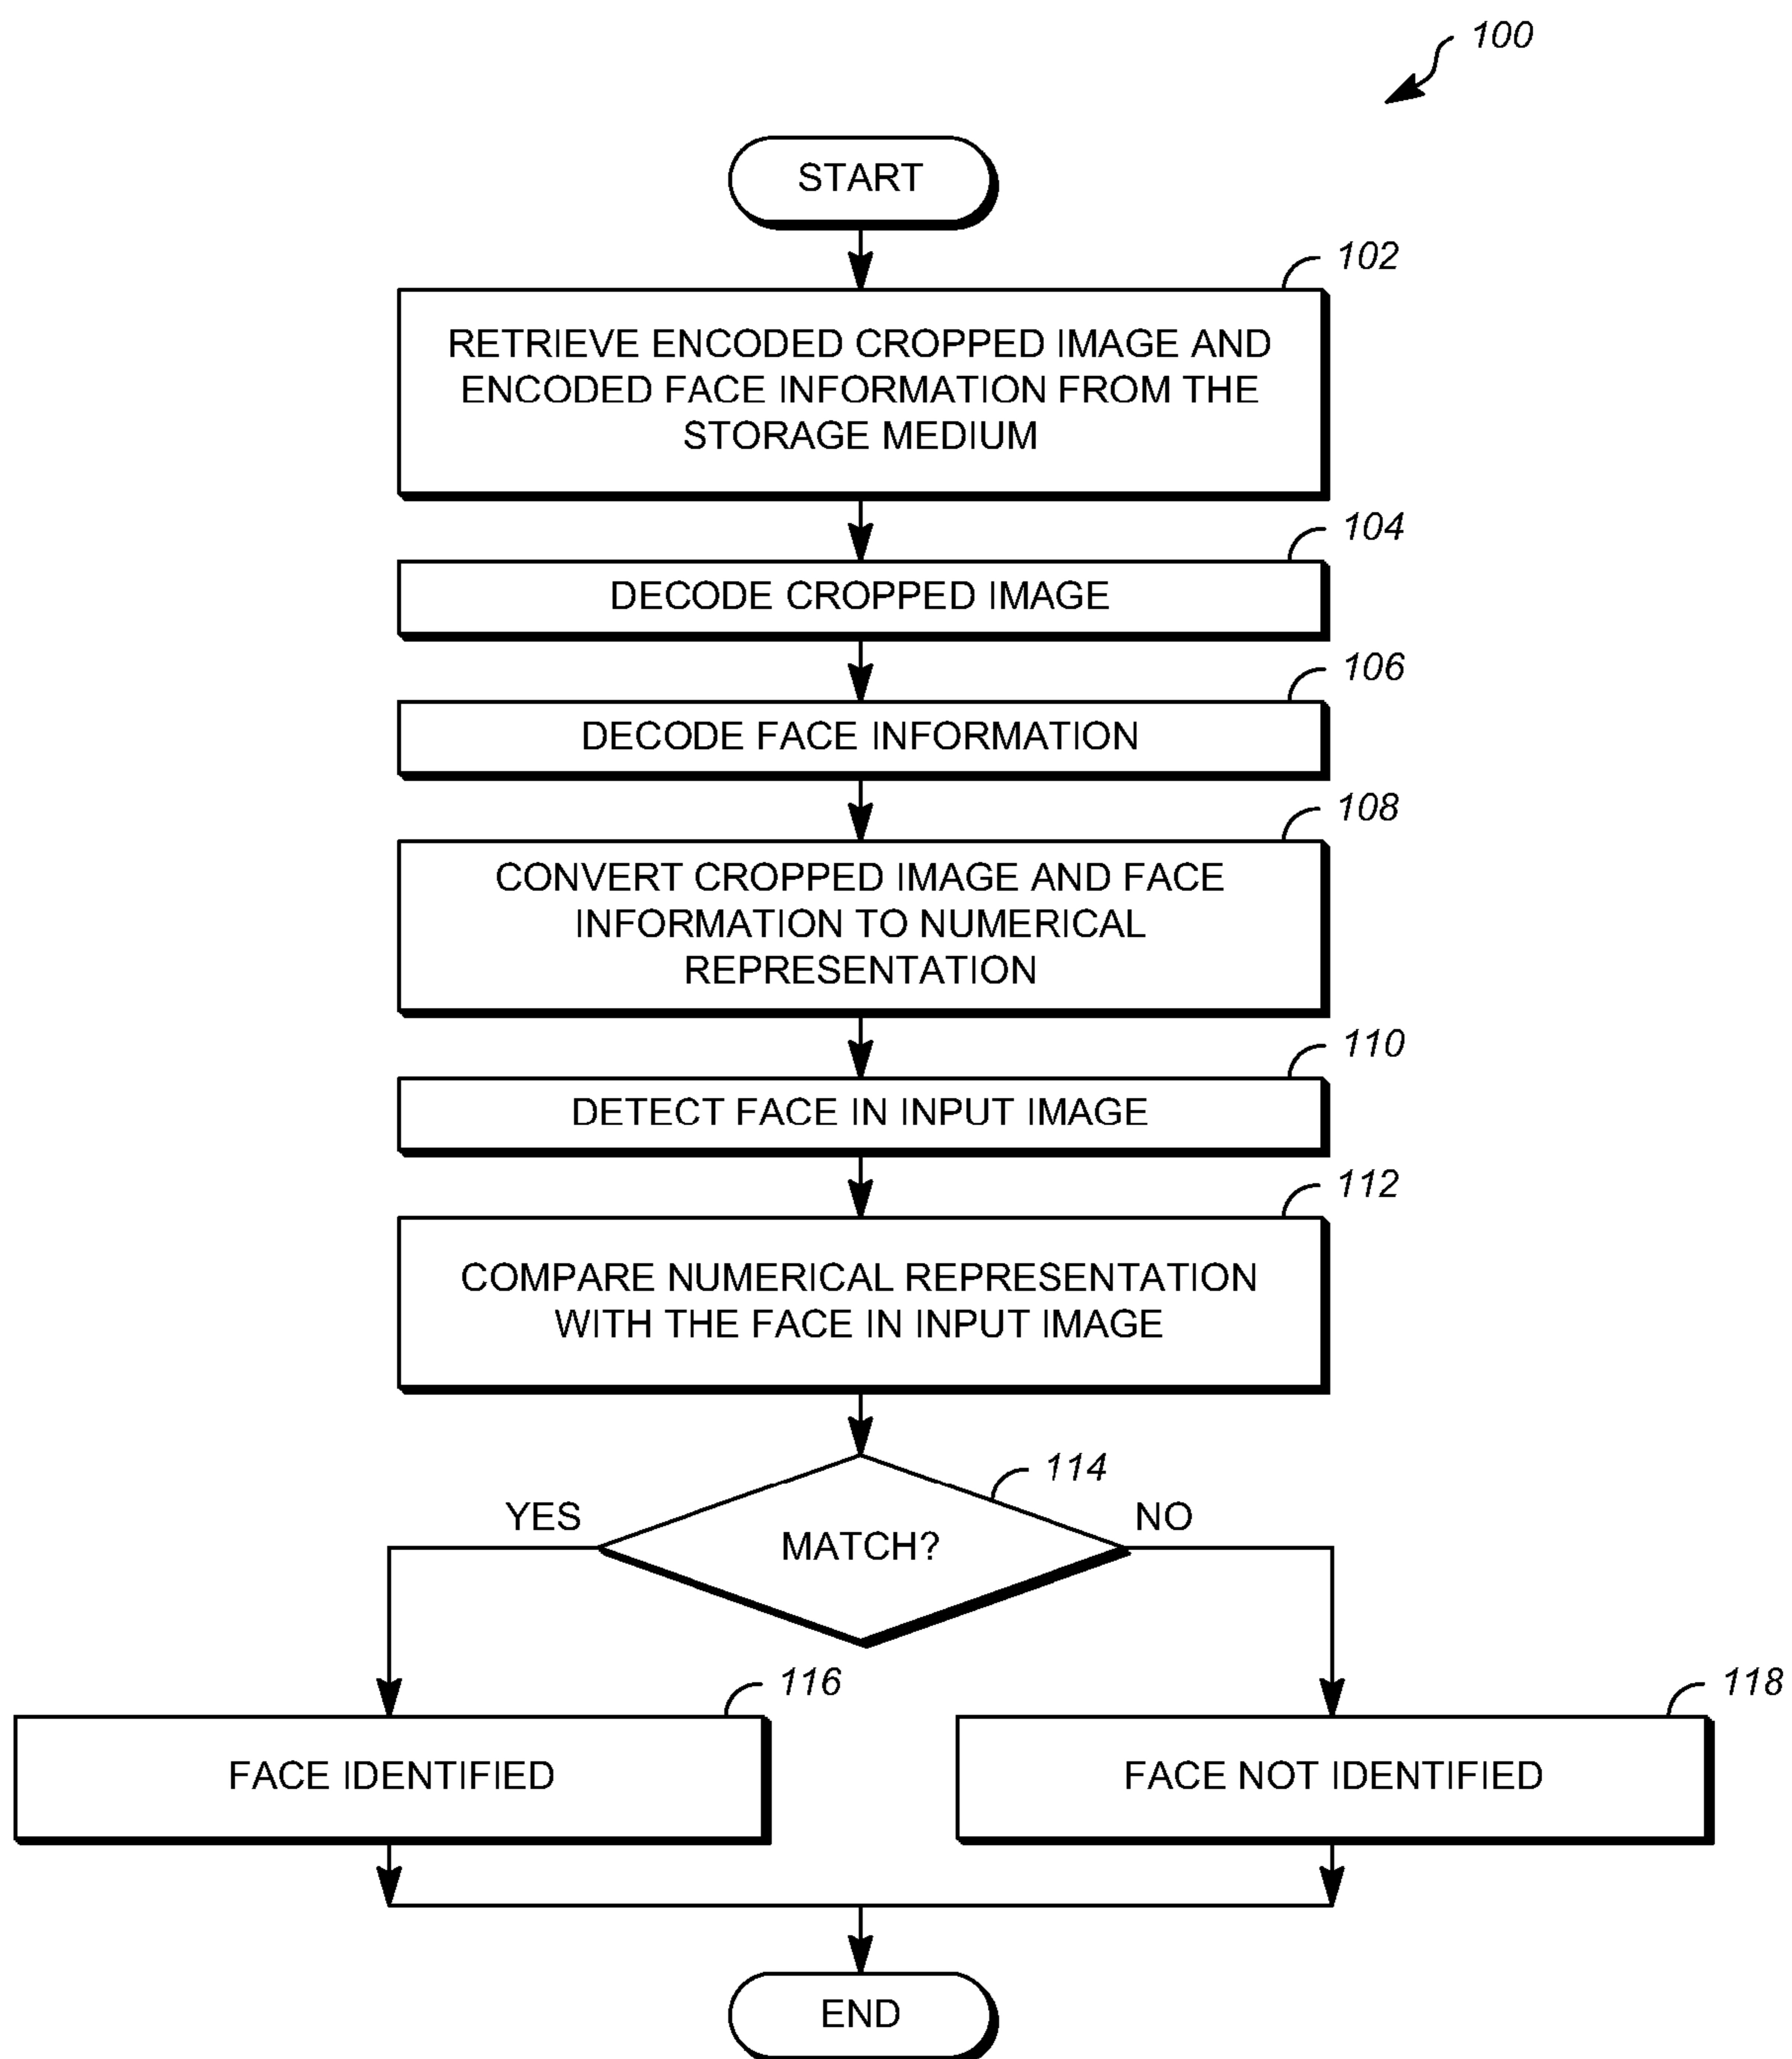 100
START
102
RETRIEVE ENCODED CROPPED IMAGE AND
ENCODED FACE INFORMATION FROM THE
STORAGE MEDIUM
104
DECODE CROPPED IMAGE
106
DECODE FACE INFORMATION
108
CONVERT CROPPED IMAGE AND FACE
INFORMATION TO NUMERICAL
REPRESENTATION
110
DETECT FACE IN INPUT IMAGE
112
COMPARE NUMERICAL REPRESENTATION
WITH THE FACE IN INPUT IMAGE
114
YES
NO
MATCH?
116
FACE IDENTIFIED
118
FACE NOT IDENTIFIED
END